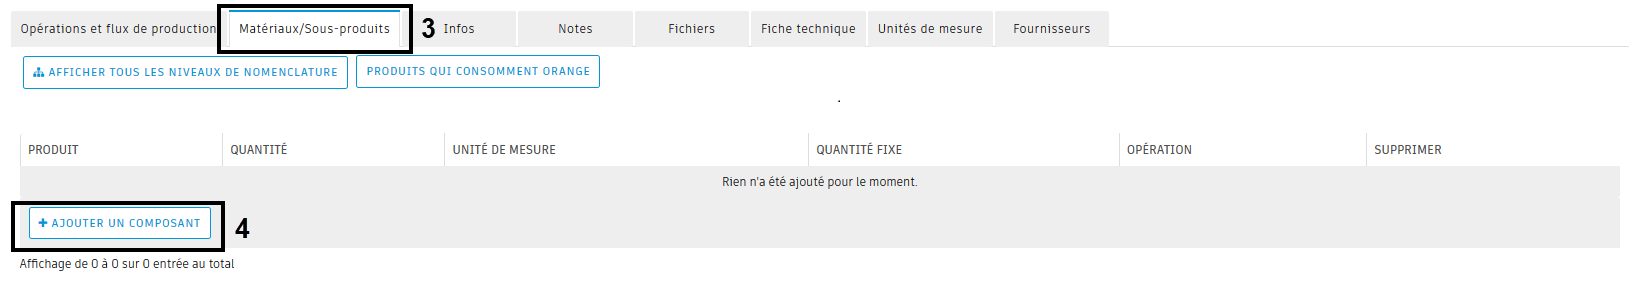 Opérations et flux de production Matériaux/Sous-produits 3 Infos Notes Fichiers Fiche technique Unités de mesure Fournisseurs
AFFICHER TOUS LES NIVEAUX DE NOMENCLATURE PRODUITS QUI CONSOMMENT ORANGE
.
PRODUIT QUANTITÉ UNITÉ DE MESURE QUANTITÉ FIXE OPÉRATION SUPPRIMER
Rien n'a été ajouté pour le moment.
+ AJOUTER UN COMPOSANT 4
Affichage de 0 à 0 sur 0 entrée au total